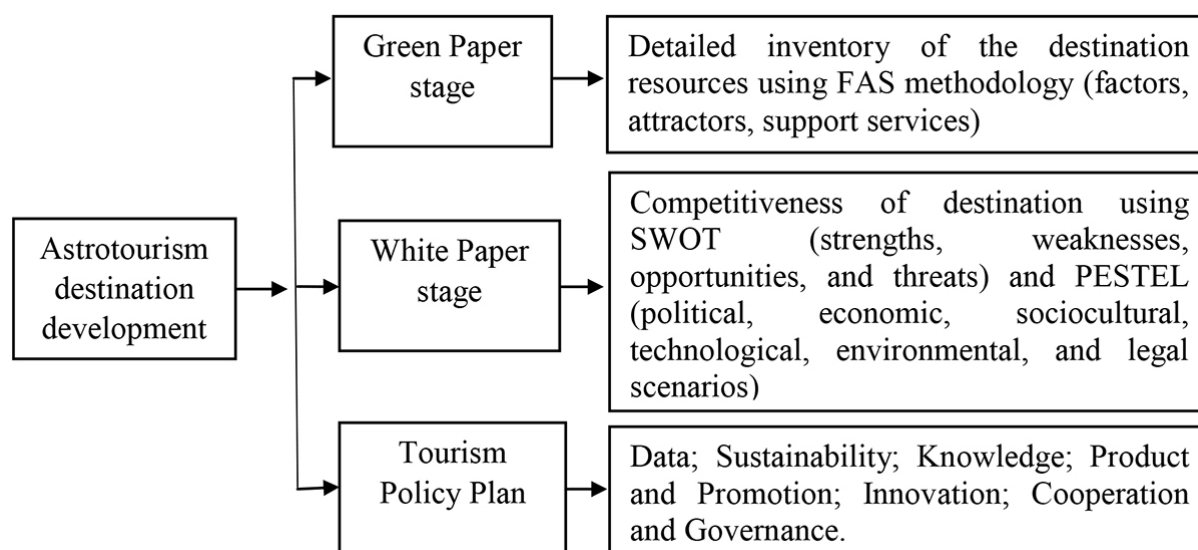 Green Paper
stage
Detailed inventory of the destination
resources using FAS methodology (factors,
attractors, support services)
Astrotourism
destination
development
White Paper
stage
Competitiveness of destination using
SWOT (strengths, weaknesses,
opportunities, and threats) and PESTEL
(political, economic, sociocultural,
technological, environmental, and legal
scenarios)
Tourism
Policy Plan
Data; Sustainability; Knowledge; Product
and Promotion; Innovation; Cooperation
and Governance.